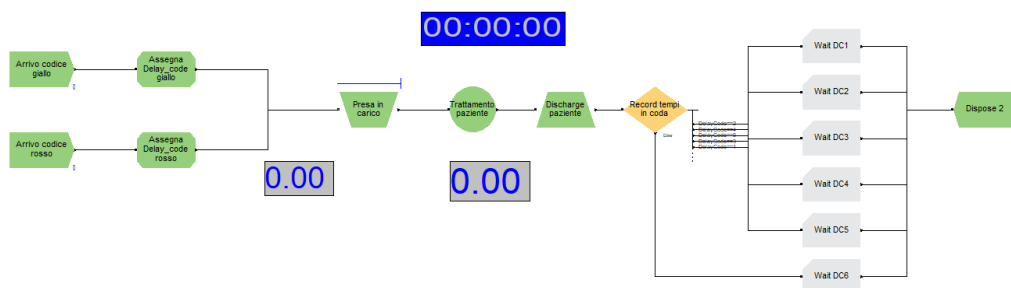 00:00:00
Arrivo codice
giallo
Assegna
Delay_code
giallo
Presa in
carico
Trattamento
paziente
Discharge
paziente
Record tempi
in coda
Else
Wait DC1
Wait DC2
Wait DC3
Wait DC4
Wait DC5
Wait DC6
Dispose 2
Arrivo codice
rosso
Assegna
Delay_code
rosso
0.00
0.00